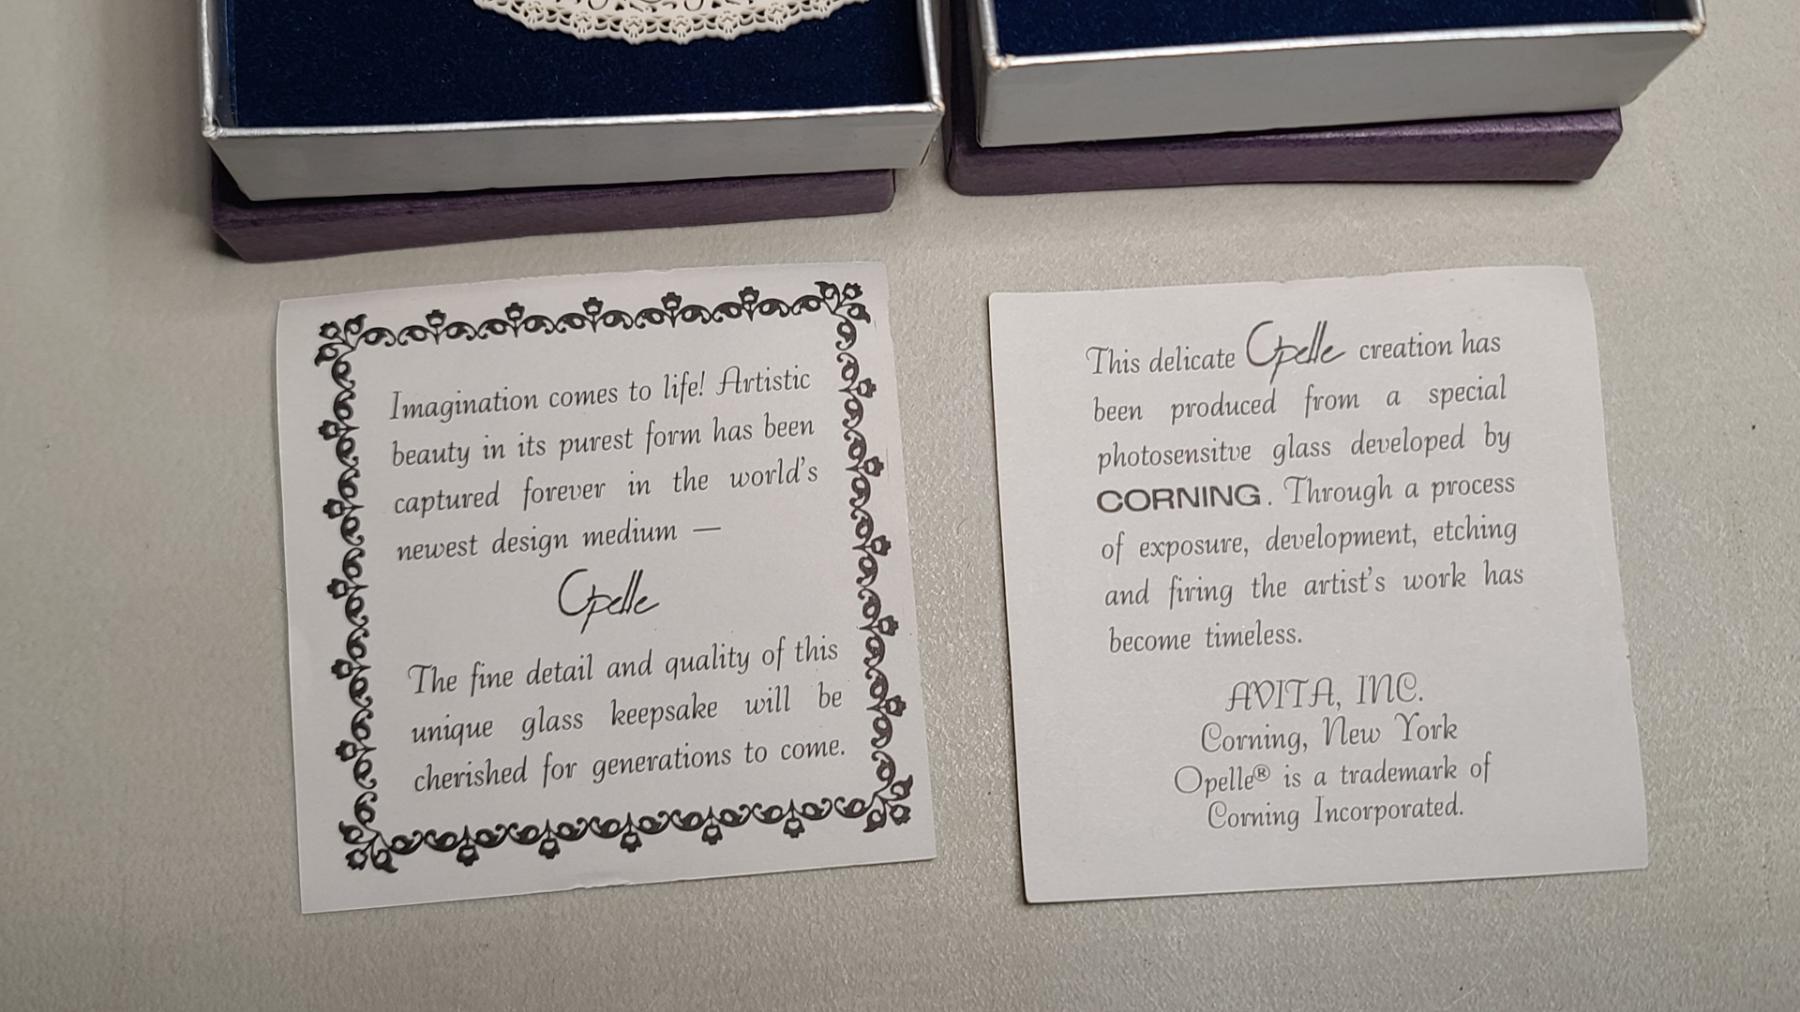 Imagination comes to life! Artistic
beauty in its purest form has been
captured forever in the world's
newest design medium —
Opelle
The fine detail and quality of this
unique glass keepsake will be
cherished for generations to come.
This delicate Opelle creation has
been produced from a special
photosensitve glass developed by
CORNING. Through a process
of exposure, development, etching
and firing the artist's work has
become timeless.
AVITA, INC.
Corning, New York
Opelle® is a trademark of
Corning Incorporated.